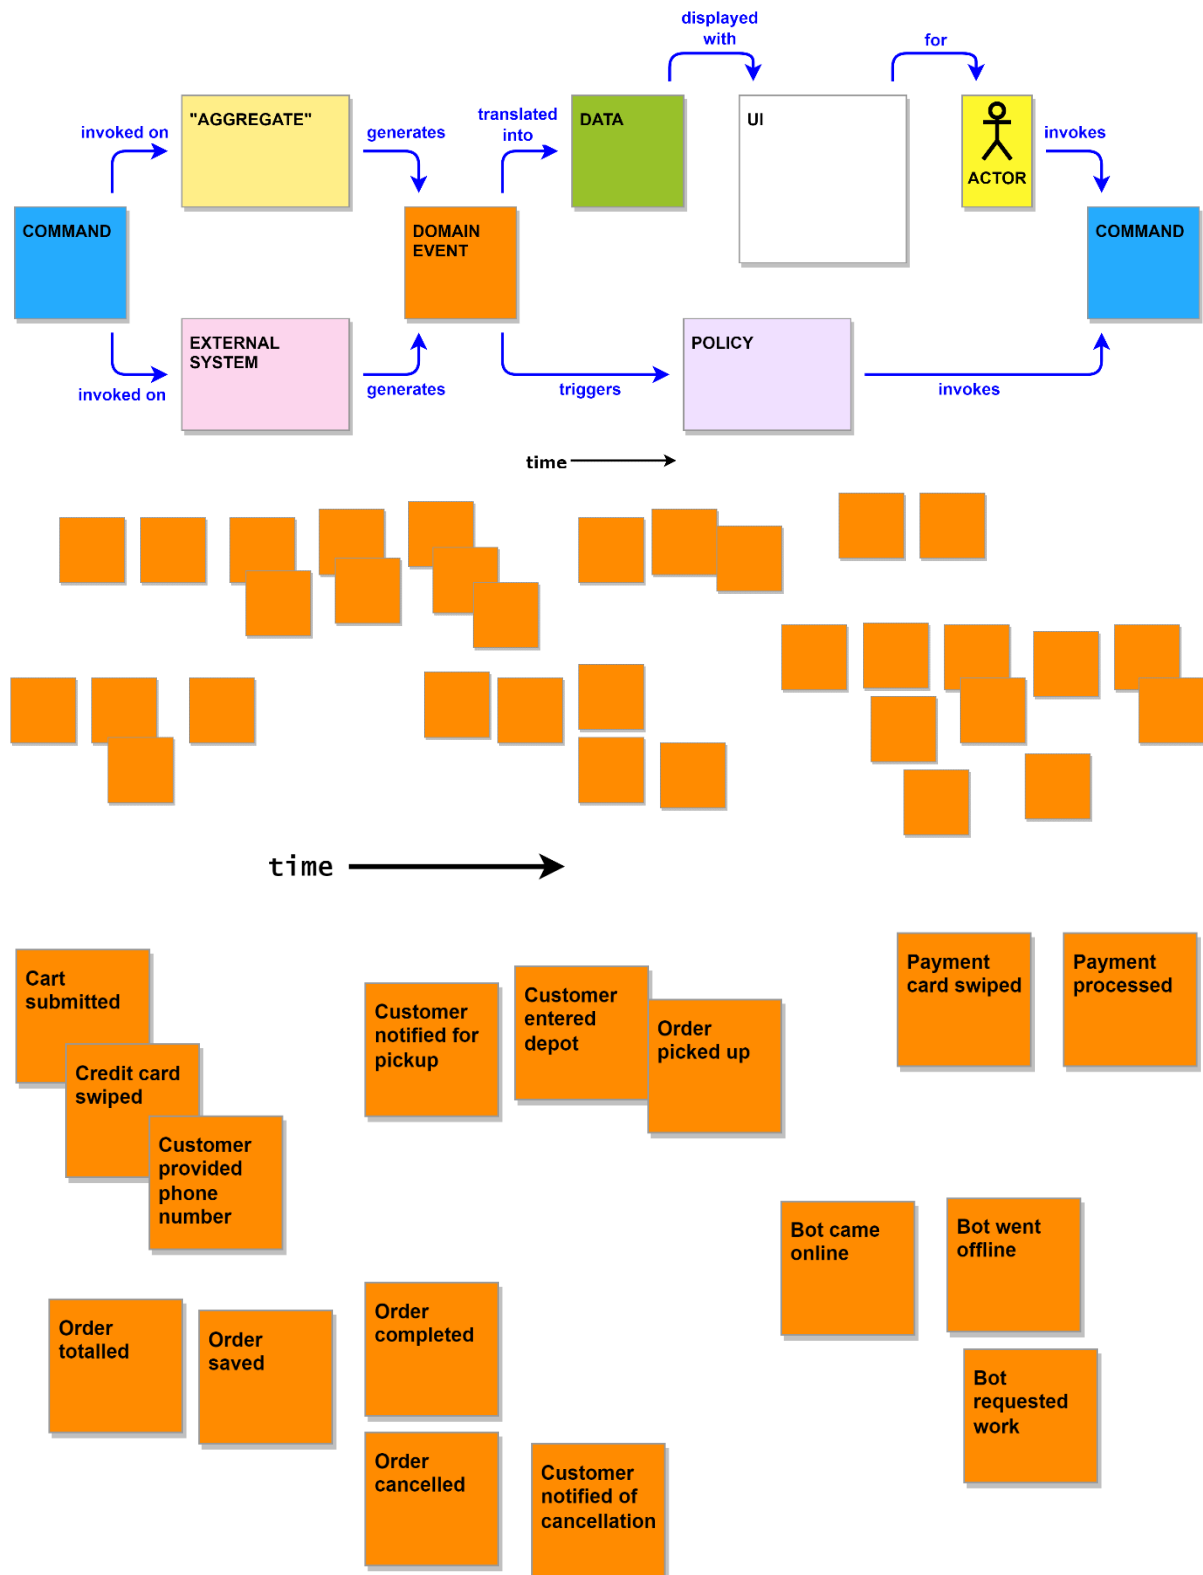 displayed
with
for
"AGGREGATE"
DATA
UI
invoked on
generates
translated
into
ACTOR
invokes
COMMAND
DOMAIN
EVENT
COMMAND
EXTERNAL
SYSTEM
POLICY
invoked on
generates
triggers
invokes
time
time
Cart
submitted
Credit card
swiped
Customer
provided
phone
number
Customer
notified for
pickup
Customer
entered
depot
Order
picked up
Payment
card swiped
Payment
processed
Bot came
online
Bot went
offline
Bot
requested
work
Order
totalled
Order
saved
Order
completed
Order
cancelled
Customer
notified of
cancellation